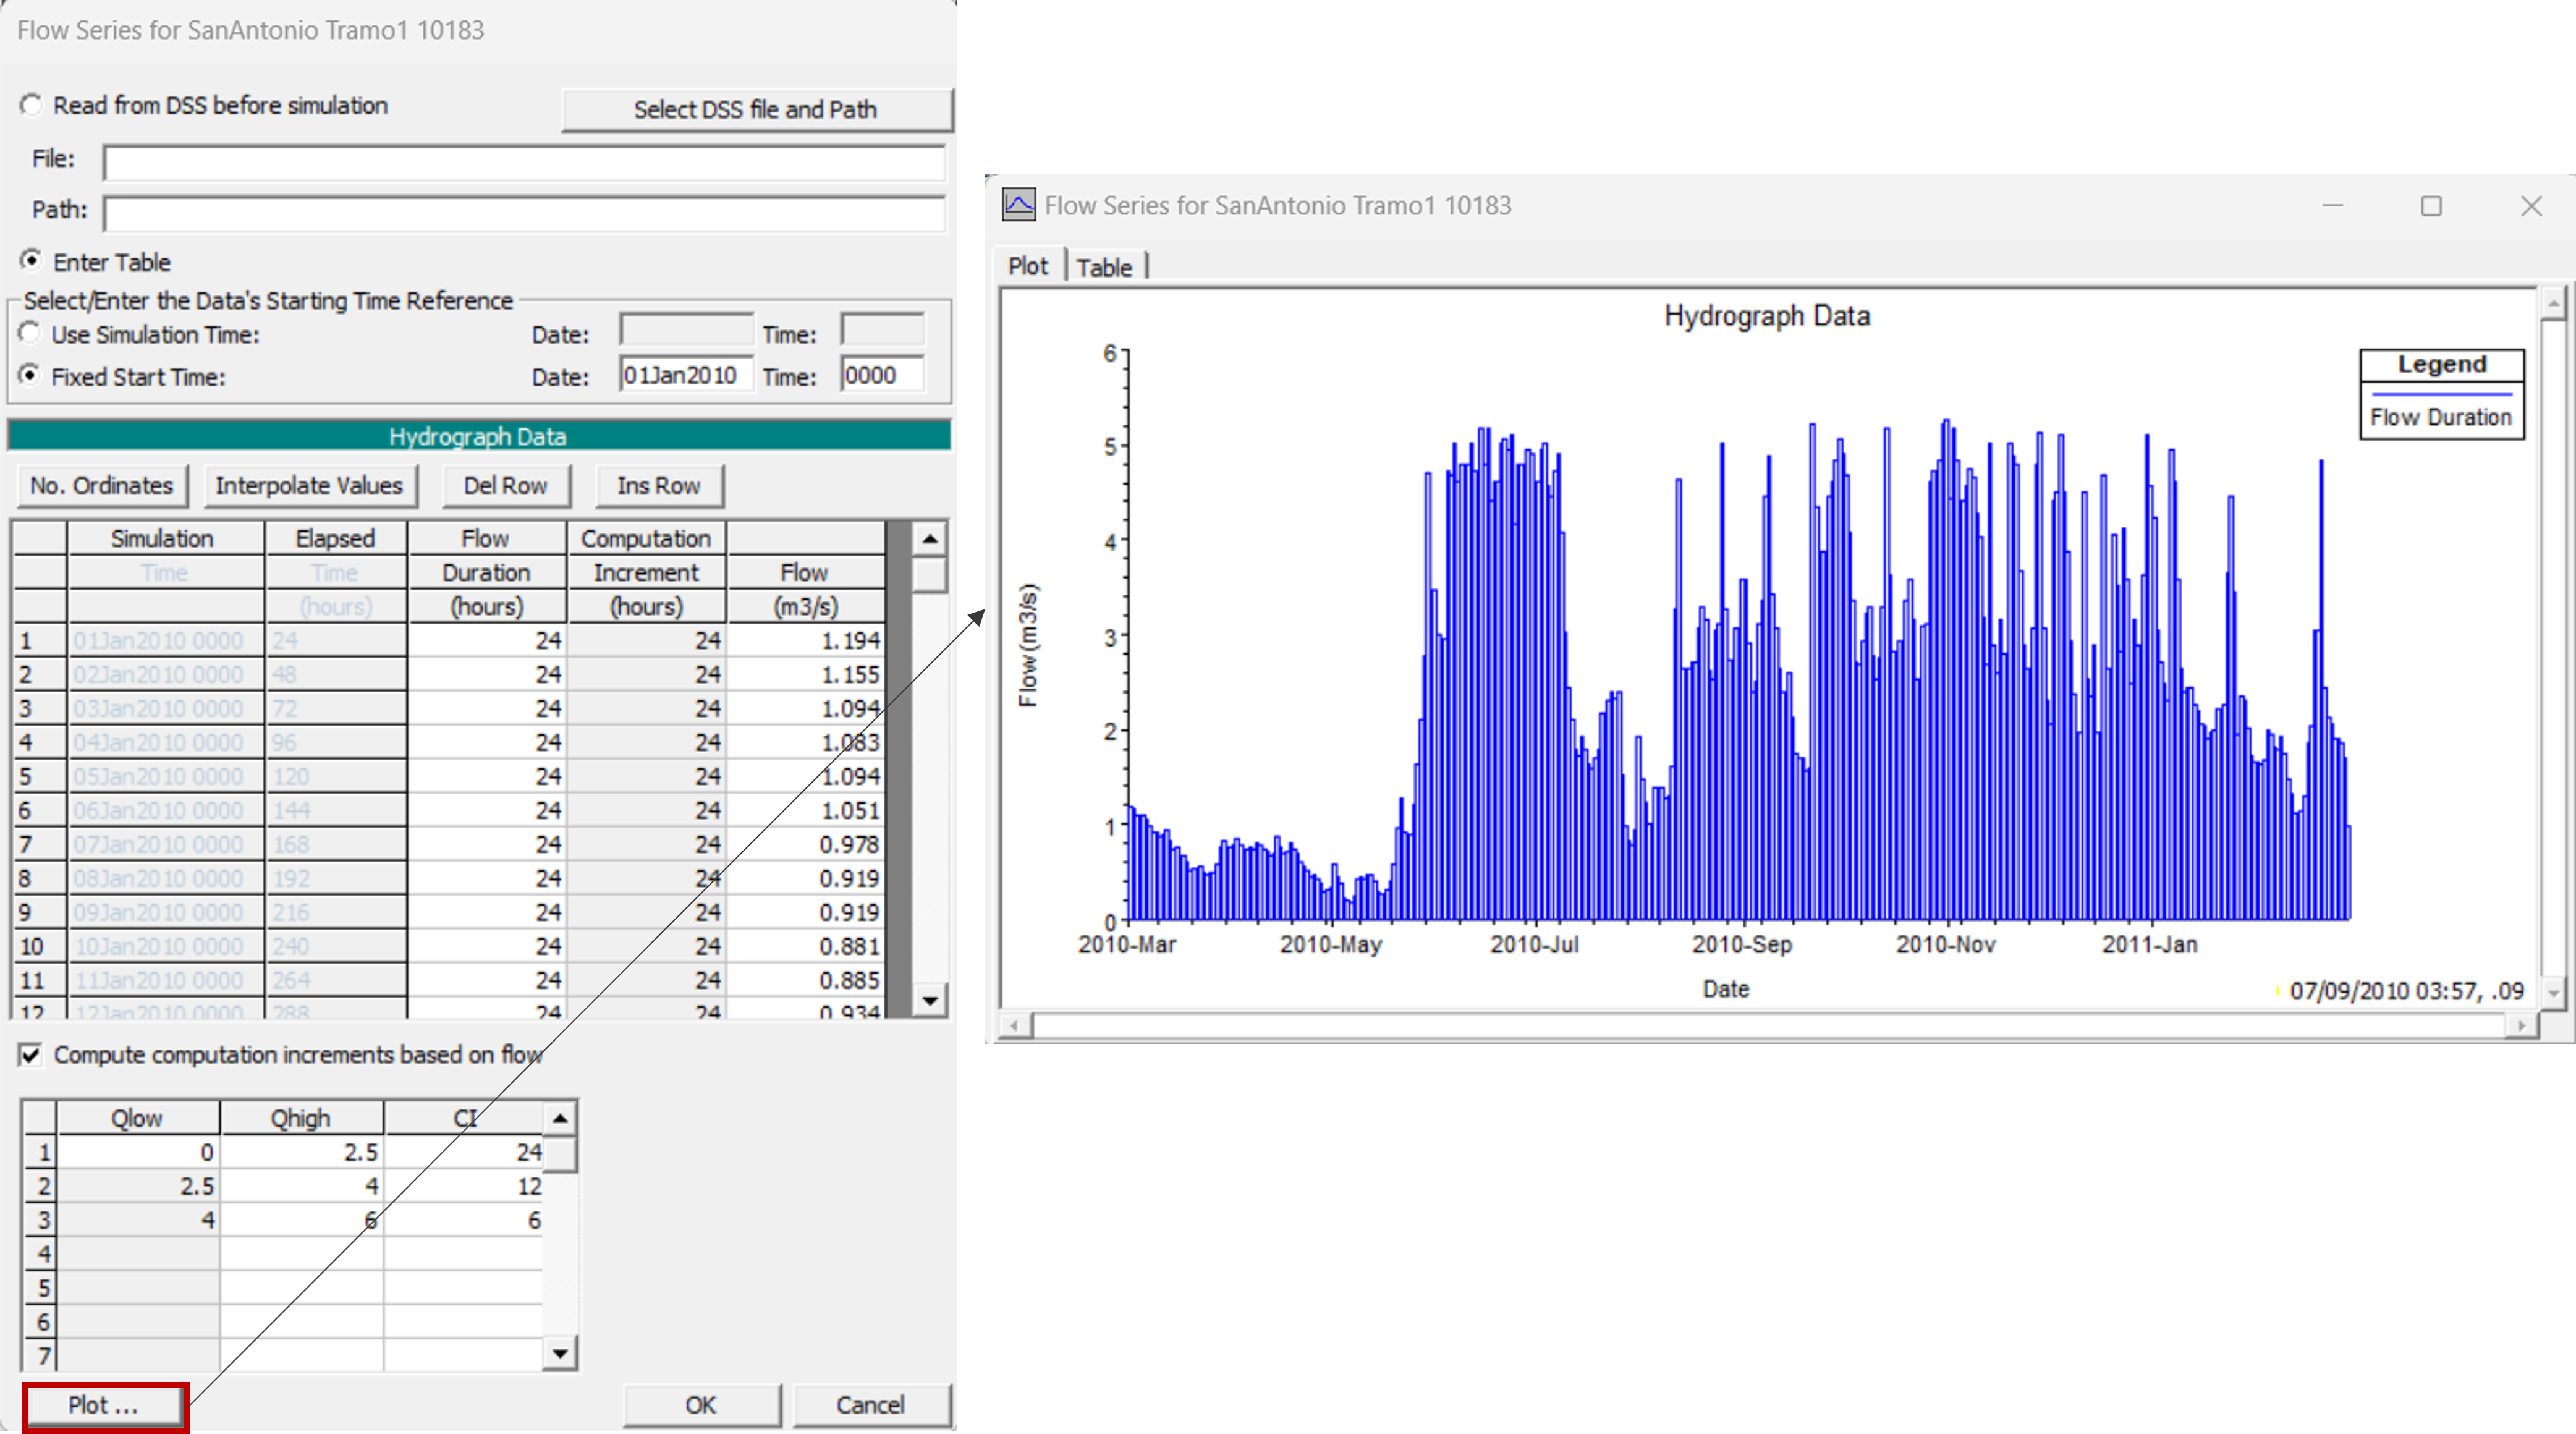 Flow Series for SanAntonio Tramo1 10183
Read from DSS before simulation
Select DSS file and Path
File:
Path:
Enter Table
Select/Enter the Data's Starting Time Reference
Use Simulation Time: Date: Time:
Fixed Start Time: Date: 01Jan2010 Time: 0000
Hydrograph Data
No. Ordinates Interpolate Values Del Row Ins Row
Simulation Elapsed Flow Computation
Time Time Duration Increment Flow
(hours) (hours) (hours) (m3/s)
1 01Jan2010 0000 24 24 24 1.194
2 02Jan2010 0000 48 24 24 1.155
3 03Jan2010 0000 72 24 24 1.094
4 04Jan2010 0000 96 24 24 1.083
5 05Jan2010 0000 120 24 24 1.094
6 06Jan2010 0000 144 24 24 1.051
7 07Jan2010 0000 168 24 24 0.978
8 08Jan2010 0000 192 24 24 0.919
9 09Jan2010 0000 216 24 24 0.919
10 10Jan2010 0000 240 24 24 0.881
11 11Jan2010 0000 264 24 24 0.885
12 12Jan2010 0000 288 24 24 0.934
Compute computation increments based on flow
Qlow Qhigh CI
1 0 2.5 24
2 2.5 4 12
3 4 6 6
4
5
6
7
Plot ... OK Cancel
Flow Series for SanAntonio Tramo1 10183
Plot Table
Hydrograph Data
Legend
Flow Duration
6
5
4
3
2
1
0
Flow (m3/s)
2010-Mar 2010-May 2010-Jul 2010-Sep 2010-Nov 2011-Jan
Date
07/09/2010 03:57, .09